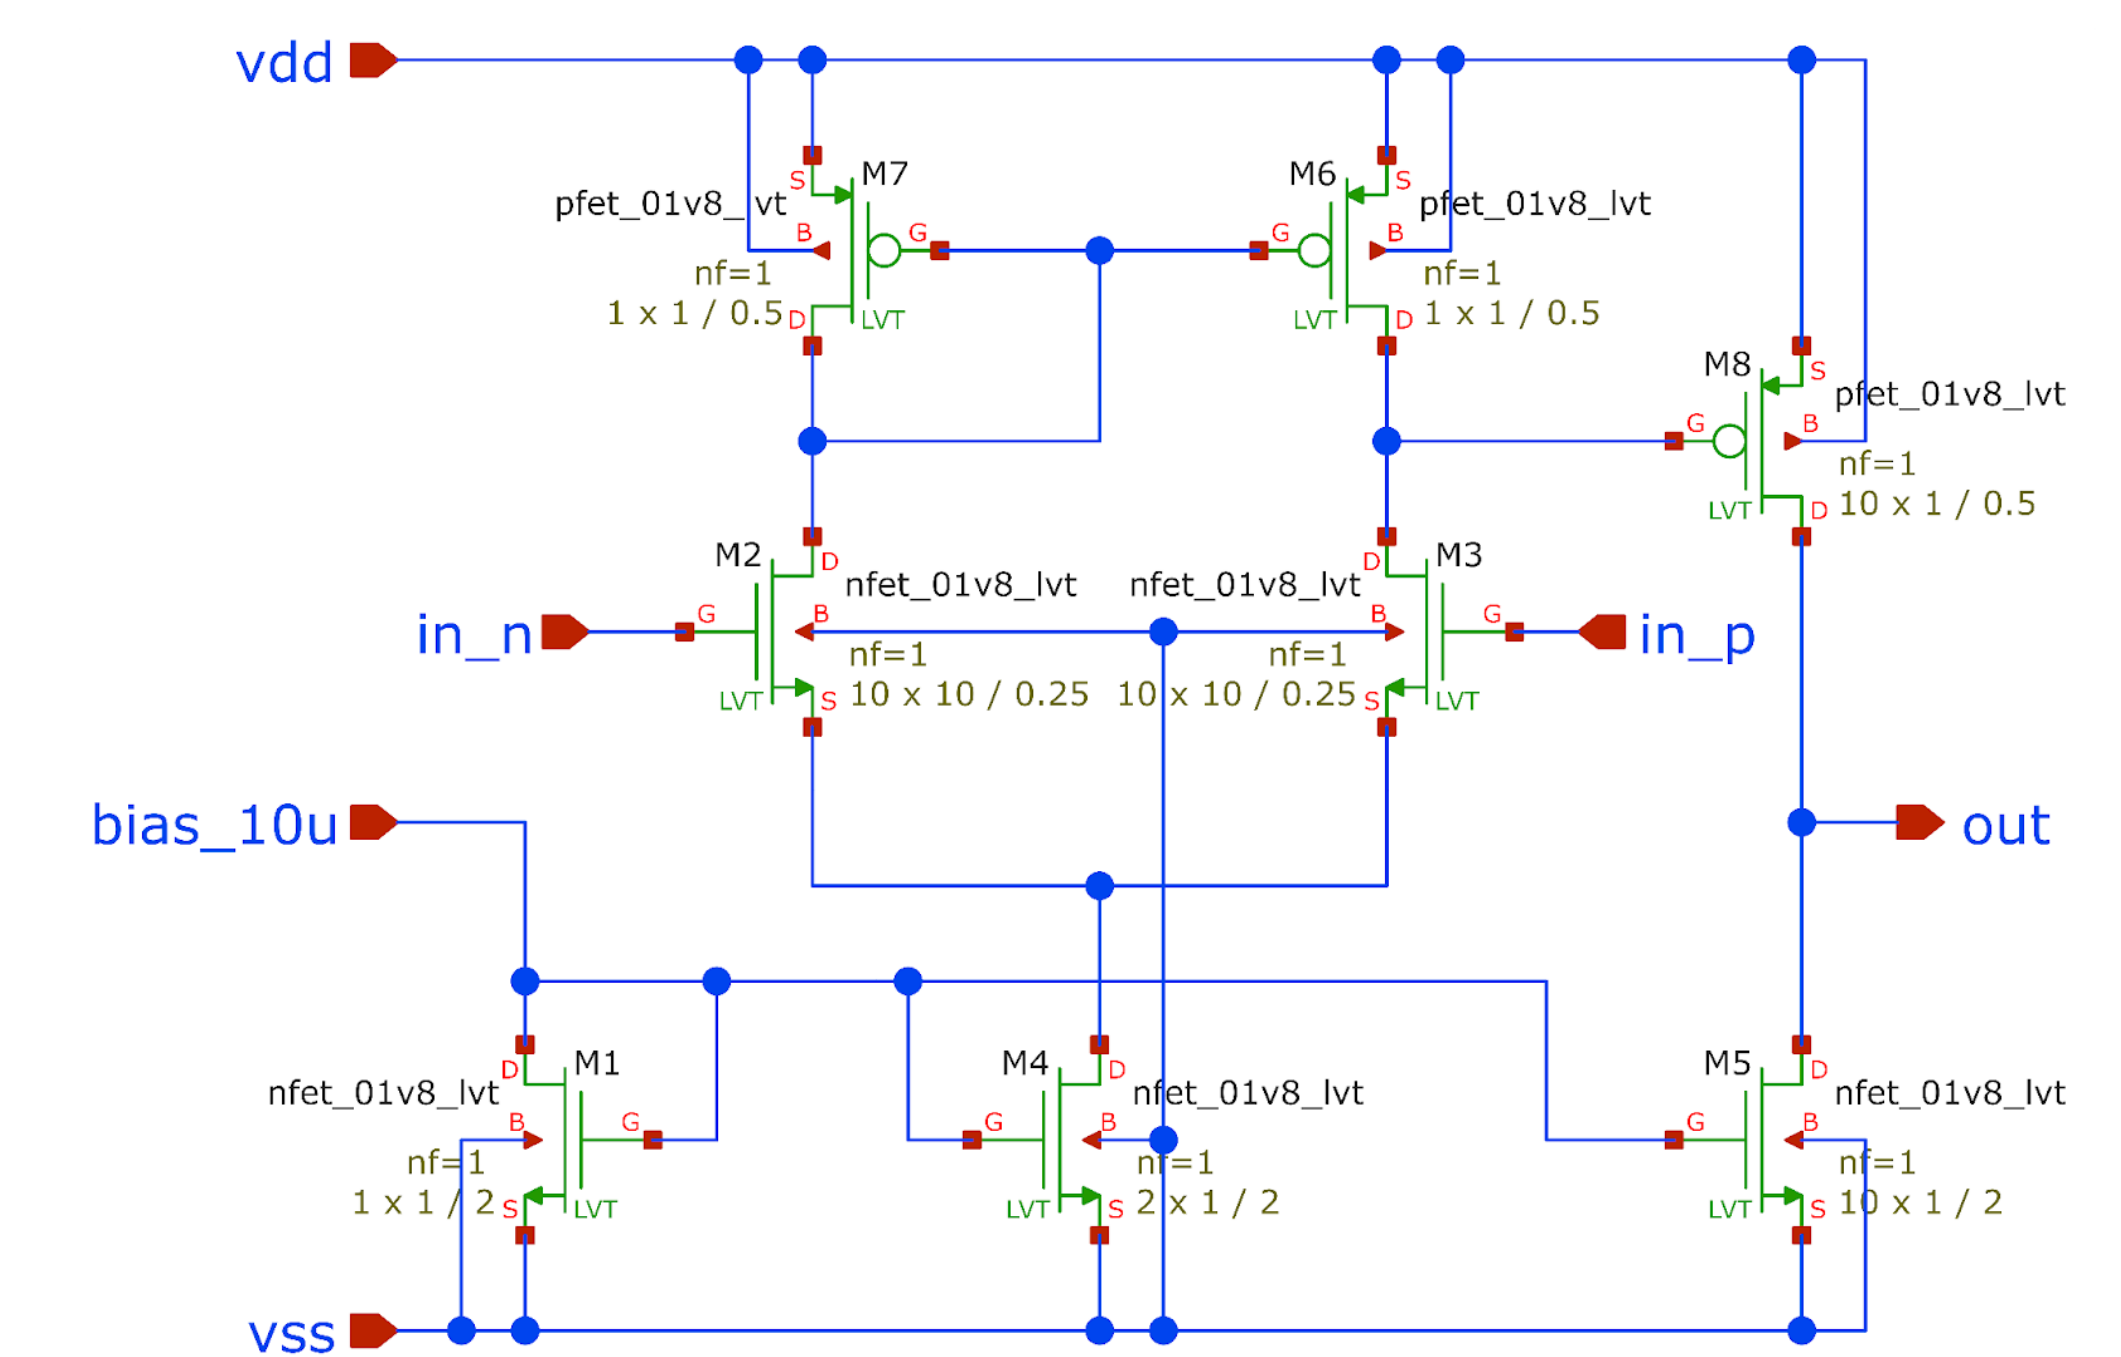 vdd
S
M7
M6
S
pfet_01v8_ vt
pfet_01v8_lvt
B
G
G
B
nf=1
nf=1
1 x 1 / 0.5
D
LVT
LVT
D
1 x 1 / 0.5
M8
S
pfet_01v8_lvt
G
B
nf=1
LVT
D
10 x 1 / 0.5
M2
D
D
M3
nfet_01v8_lvt
nfet_01v8_lvt
in_n
G
B
B
G
in_p
nf=1
nf=1
LVT
S
10 x 10 / 0.25
10 x 10 / 0.25
S
LVT
bias_10u
out
D
M1
M4
D
M5
D
nfet_01v8_lvt
nfet_01v8_lvt
nfet_01v8_lvt
B
G
G
B
G
B
nf=1
nf=1
nf=1
1 x 1 / 2
S
LVT
LVT
S
2 x 1 / 2
LVT
S
10 x 1 / 2
vss